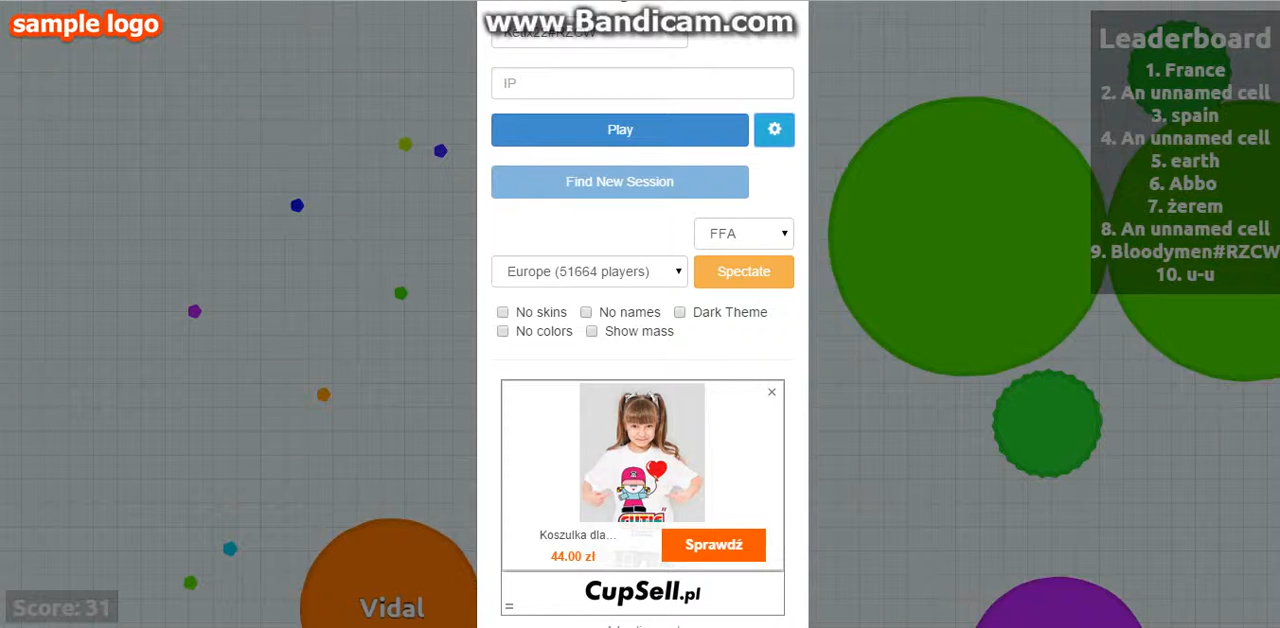 sample logo
www.Bandicam.com
IP
Play
Find New Session
FFA
Europe (51664 players)
Spectate
No skins
No names
Dark Theme
No colors
Show mass
Koszulka dla...
44.00 zł
Sprawdź
CupSell.pl
Leaderboard
1. France
2. An unnamed cell
3. spain
4. An unnamed cell
5. earth
6. Abbo
7. żerem
8. An unnamed cell
9. Bloodymen#RZCW
10. u-u
Vidal
Score: 31